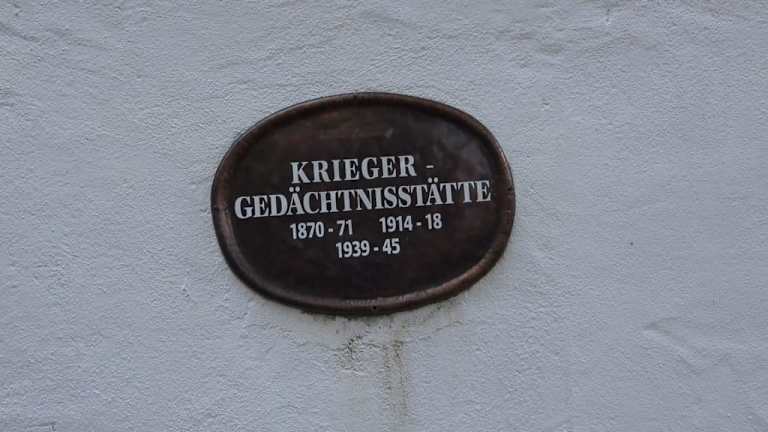 KRIEGER -
GEDÄCHTNISSTÄTTE
1870 - 71 1914 - 18
1939 - 45